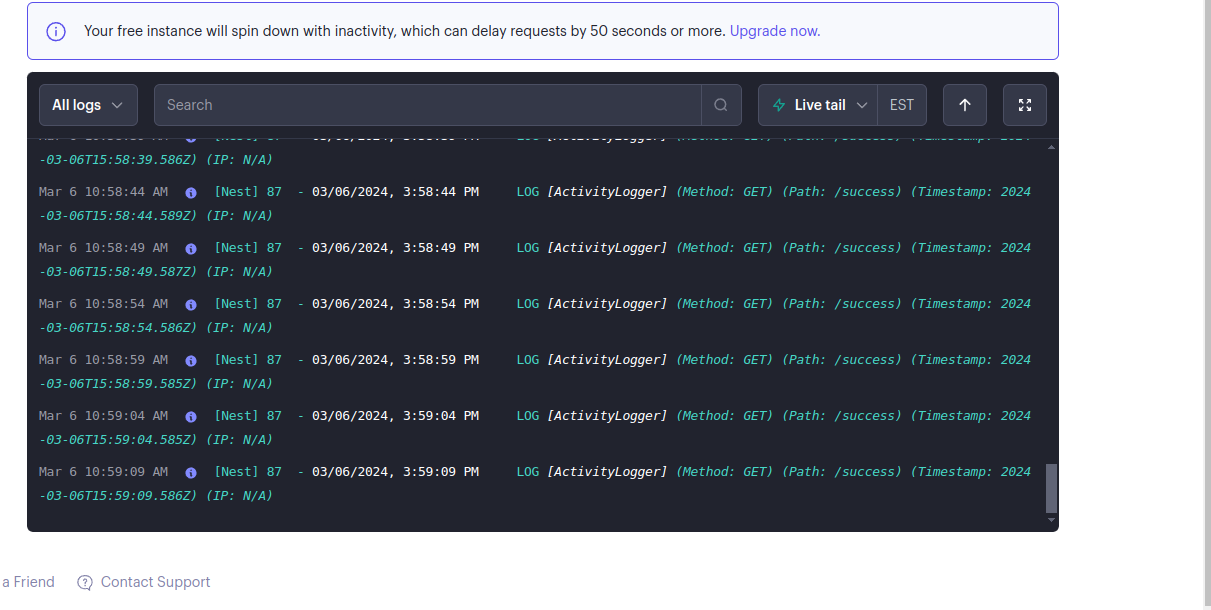 Your free instance will spin down with inactivity, which can delay requests by 50 seconds or more. Upgrade now.
All logs
Search
Live tail
EST
-03-06T15:58:39.586Z) (IP: N/A)
Mar 6 10:58:44 AM [Nest] 87 - 03/06/2024, 3:58:44 PM LOG [ActivityLogger] (Method: GET) (Path: /success) (Timestamp: 2024
-03-06T15:58:44.589Z) (IP: N/A)
Mar 6 10:58:49 AM [Nest] 87 - 03/06/2024, 3:58:49 PM LOG [ActivityLogger] (Method: GET) (Path: /success) (Timestamp: 2024
-03-06T15:58:49.587Z) (IP: N/A)
Mar 6 10:58:54 AM [Nest] 87 - 03/06/2024, 3:58:54 PM LOG [ActivityLogger] (Method: GET) (Path: /success) (Timestamp: 2024
-03-06T15:58:54.586Z) (IP: N/A)
Mar 6 10:58:59 AM [Nest] 87 - 03/06/2024, 3:58:59 PM LOG [ActivityLogger] (Method: GET) (Path: /success) (Timestamp: 2024
-03-06T15:58:59.585Z) (IP: N/A)
Mar 6 10:59:04 AM [Nest] 87 - 03/06/2024, 3:59:04 PM LOG [ActivityLogger] (Method: GET) (Path: /success) (Timestamp: 2024
-03-06T15:59:04.585Z) (IP: N/A)
Mar 6 10:59:09 AM [Nest] 87 - 03/06/2024, 3:59:09 PM LOG [ActivityLogger] (Method: GET) (Path: /success) (Timestamp: 2024
-03-06T15:59:09.586Z) (IP: N/A)
a Friend
Contact Support